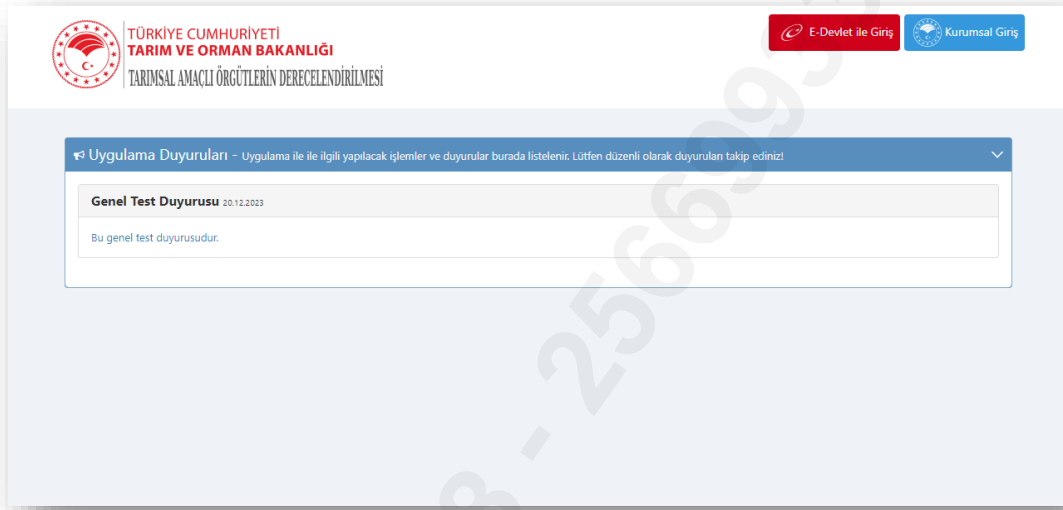 TÜRKİYE CUMHURİYETİ
TARIM VE ORMAN BAKANLIĞI
TARIMSAL AMAÇLI ÖRGÜTLERİN DERECELENDİRİLMESİ
E-Devlet ile Giriş
Kurumsal Giriş
Uygulama Duyuruları - Uygulama ile ile ilgili yapılacak işlemler ve duyurular burada listelenir. Lütfen düzenli olarak duyuruları takip ediniz!
Genel Test Duyurusu 20.12.2023
Bu genel test duyurusudur.